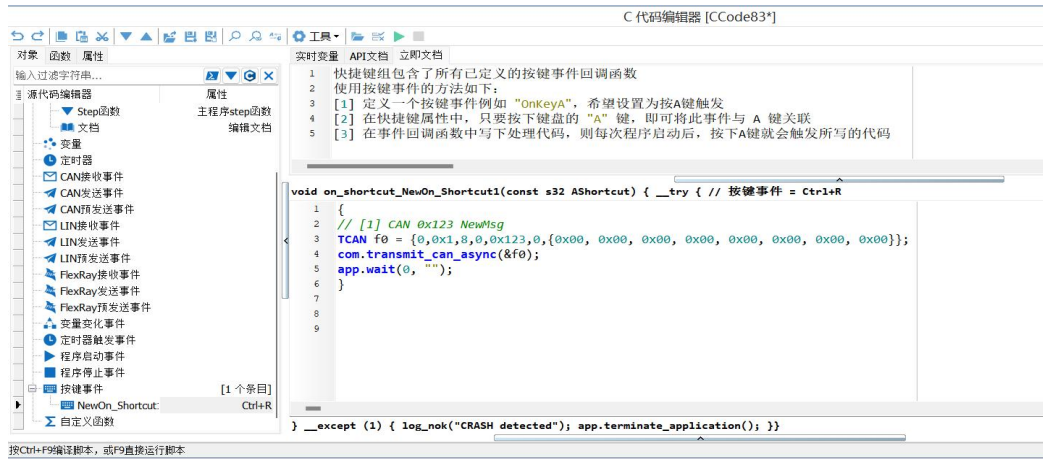 C 代码编辑器 [CCode83*]
工具
对象 函数 属性
实时变量 API文档 立即文档
输入过滤字符串...
源代码编辑器 属性
Step函数 主程序step函数
文档 编辑文档
变量
定时器
CAN接收事件
CAN发送事件
CAN预发送事件
LIN接收事件
LIN发送事件
LIN预发送事件
FlexRay接收事件
FlexRay发送事件
FlexRay预发送事件
变量变化事件
定时器触发事件
程序启动事件
程序停止事件
按键事件 [1 个条目]
NewOn_Shortcut: Ctrl+R
自定义函数
1 快捷键组包含了所有已定义的按键事件回调函数
2 使用按键事件的方法如下：
3 [1] 定义一个按键事件例如 "OnKeyA"，希望设置为按A键触发
4 [2] 在快捷键属性中，只要按下键盘的 "A" 键，即可将此事件与 A 键关联
5 [3] 在事件回调函数中写下处理代码，则每次程序启动后，按下A键就会触发所写的代码
void on_shortcut_NewOn_Shortcut1(const s32 AShortcut) { __try { // 按键事件 = Ctrl+R
1 {
2 // [1] CAN 0x123 NewMsg
3 TCAN f0 = {0,0x1,8,0,0x123,0,{0x00, 0x00, 0x00, 0x00, 0x00, 0x00, 0x00, 0x00}};
4 com.transmit_can_async(&f0);
5 app.wait(0, "");
6 }
7
8
9
} __except (1) { log_nok("CRASH detected"); app.terminate_application(); }}
按Ctrl+F9编译脚本，或F9直接运行脚本